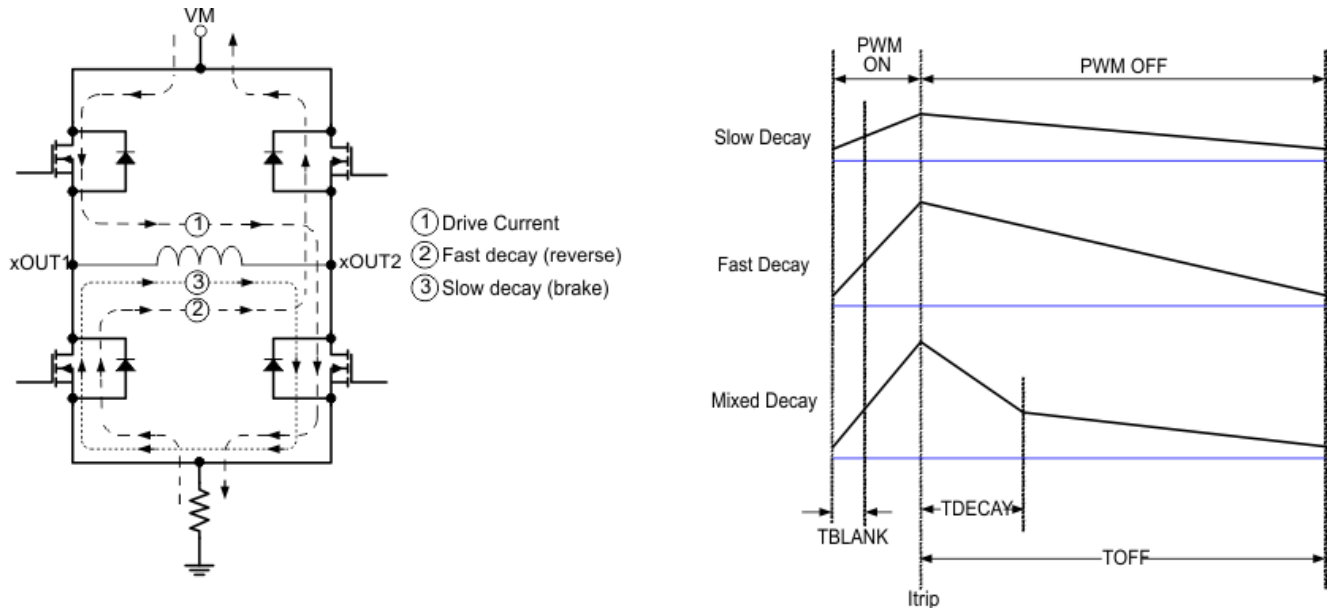 VM
xOUT1
1
xOUT2
3
2
1 Drive Current
2 Fast decay (reverse)
3 Slow decay (brake)
PWM
ON
PWM OFF
Slow Decay
Fast Decay
Mixed Decay
TBLANK
TDECAY
TOFF
Itrip